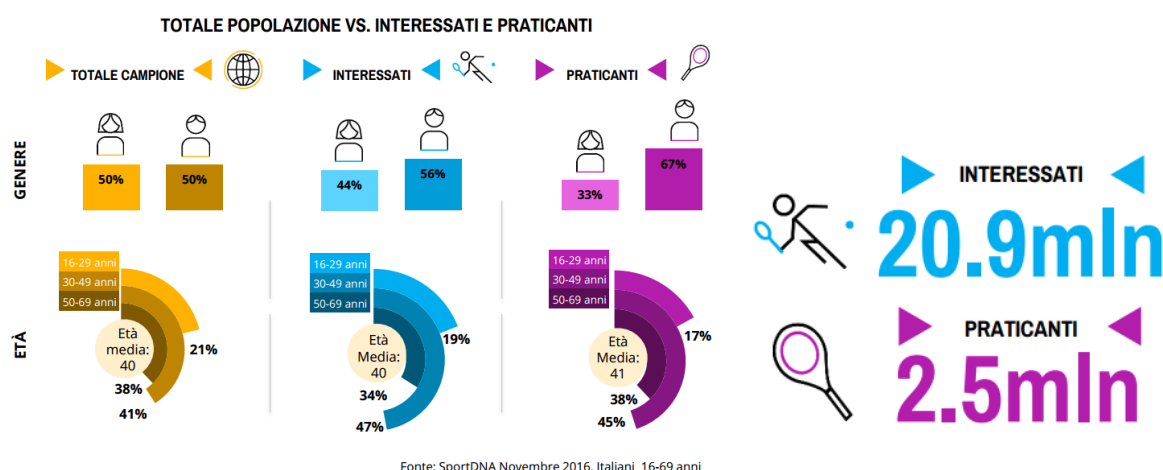 TOTALE POPOLAZIONE VS. INTERESSATI E PRATICANTI
TOTALE CAMPIONE
INTERESSATI
PRATICANTI
GENERE
50%
50%
44%
56%
33%
67%
ETÀ
16-29 anni
30-49 anni
50-69 anni
Età
media:
40
21%
38%
41%
16-29 anni
30-49 anni
50-69 anni
Età
Media:
40
19%
34%
47%
16-29 anni
30-49 anni
50-69 anni
Età
Media:
41
17%
38%
45%
INTERESSATI
20.9mln
PRATICANTI
2.5mln
Fonte: SportDNA Novembre 2016. Italiani 16-69 anni